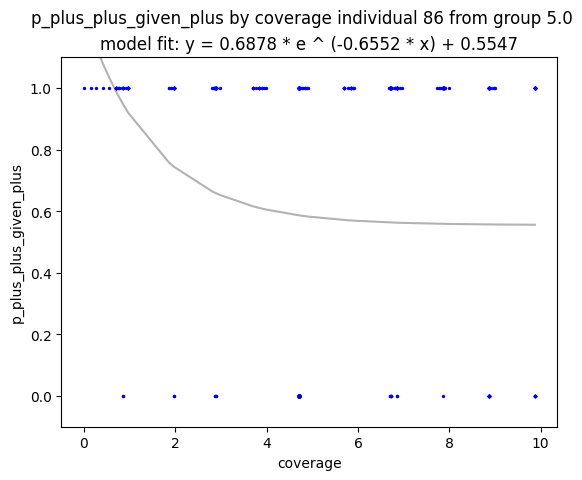 p_plus_plus_given_plus by coverage individual 86 from group 5.0
model fit: y = 0.6878 * e ^ (-0.6552 * x) + 0.5547
1.0
0.8
0.6
0.4
0.2
0.0
p_plus_plus_given_plus
0 2 4 6 8 10
coverage